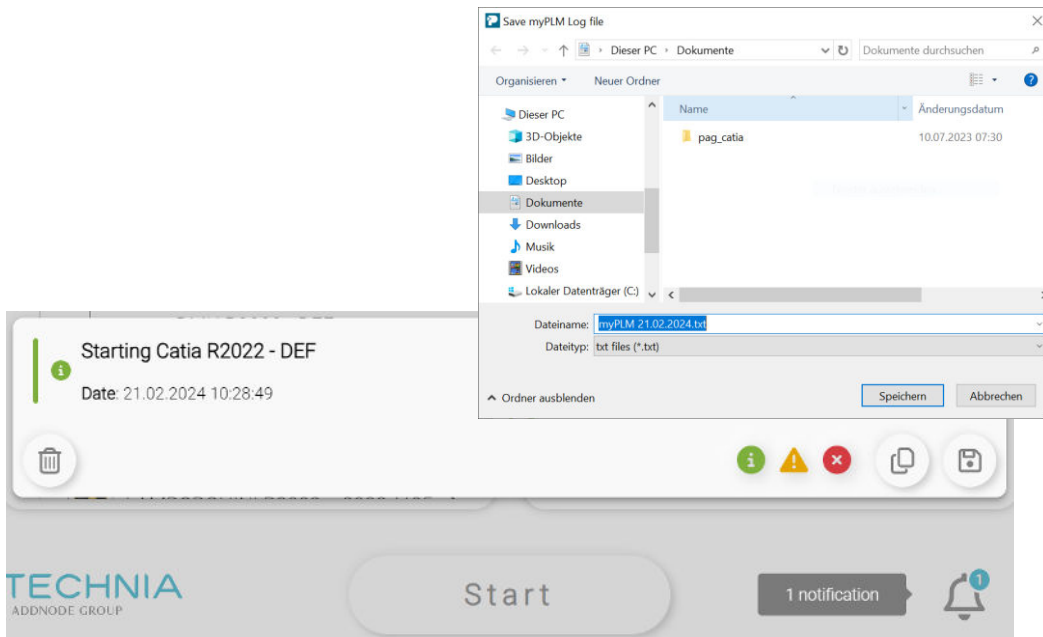 Save myPLM Log file
Dieser PC Dokumente
Dokumente durchsuchen
Organisieren Neuer Ordner
Name Änderungsdatum
Dieser PC
3D-Objekte
Bilder
Desktop
Dokumente
Downloads
Musik
Videos
Lokaler Datenträger (C:)
pag_catia 10.07.2023 07:30
Dateiname: myPLM 21.02.2024.txt
Dateityp: txt files (*.txt)
Ordner ausblenden
Speichern Abbrechen
Starting Catia R2022 - DEF
Date: 21.02.2024 10:28:49
TECHNIA
ADDNODE GROUP
Start
1 notification
1